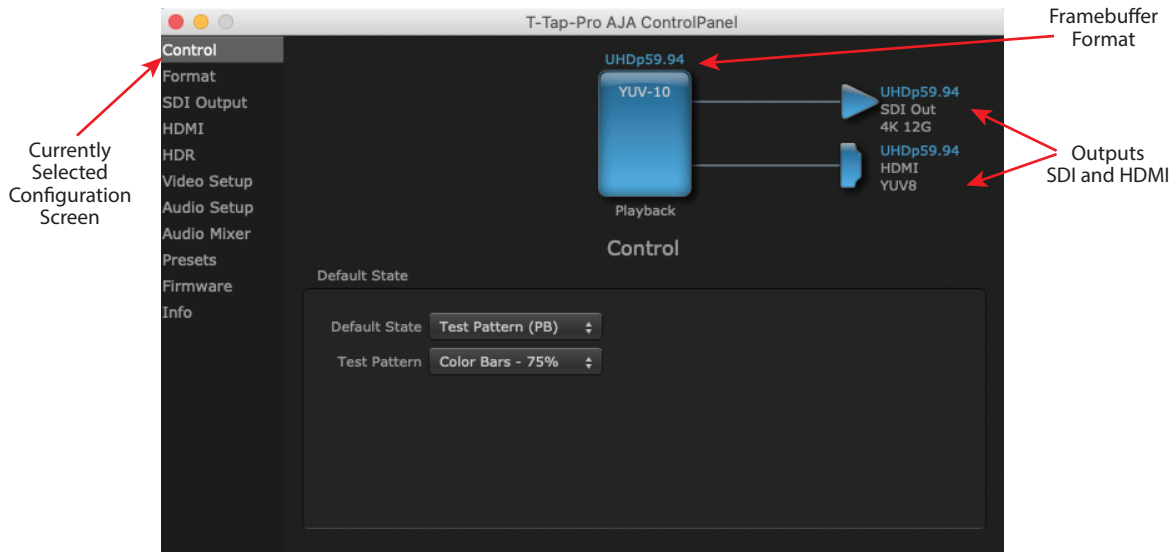 T-Tap-Pro AJA ControlPanel
Framebuffer
Format
Control
Format
SDI Output
HDMI
HDR
Video Setup
Audio Setup
Audio Mixer
Presets
Firmware
Info
Currently
Selected
Configuration
Screen
UHDp59.94
YUV-10
Playback
UHDp59.94
SDI Out
4K 12G
UHDp59.94
HDMI
YUV8
Outputs
SDI and HDMI
Control
Default State
Default State Test Pattern (PB)
Test Pattern Color Bars - 75%